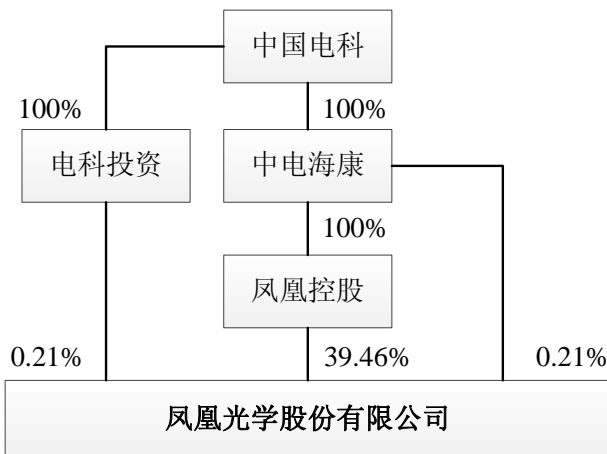 中国电科
100%
100%
电科投资
中电海康
100%
凤凰控股
0.21%
39.46%
0.21%
凤凰光学股份有限公司